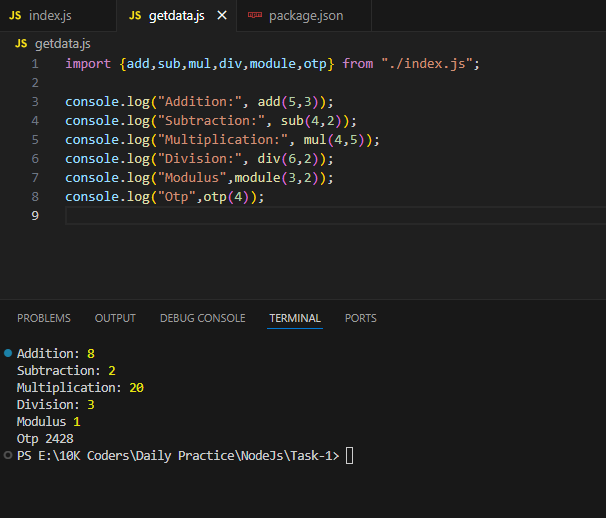 JS index.js JS getdata.js package.json
JS getdata.js
1 import {add,sub,mul,div,module,otp} from "./index.js";
2
3 console.log("Addition:", add(5,3));
4 console.log("Subtraction:", sub(4,2));
5 console.log("Multiplication:", mul(4,5));
6 console.log("Division:", div(6,2));
7 console.log("Modulus",module(3,2));
8 console.log("Otp",otp(4));
9
PROBLEMS OUTPUT DEBUG CONSOLE TERMINAL PORTS
Addition: 8
Subtraction: 2
Multiplication: 20
Division: 3
Modulus 1
Otp 2428
PS E:\10K Coders\Daily Practice\NodeJs\Task-1>